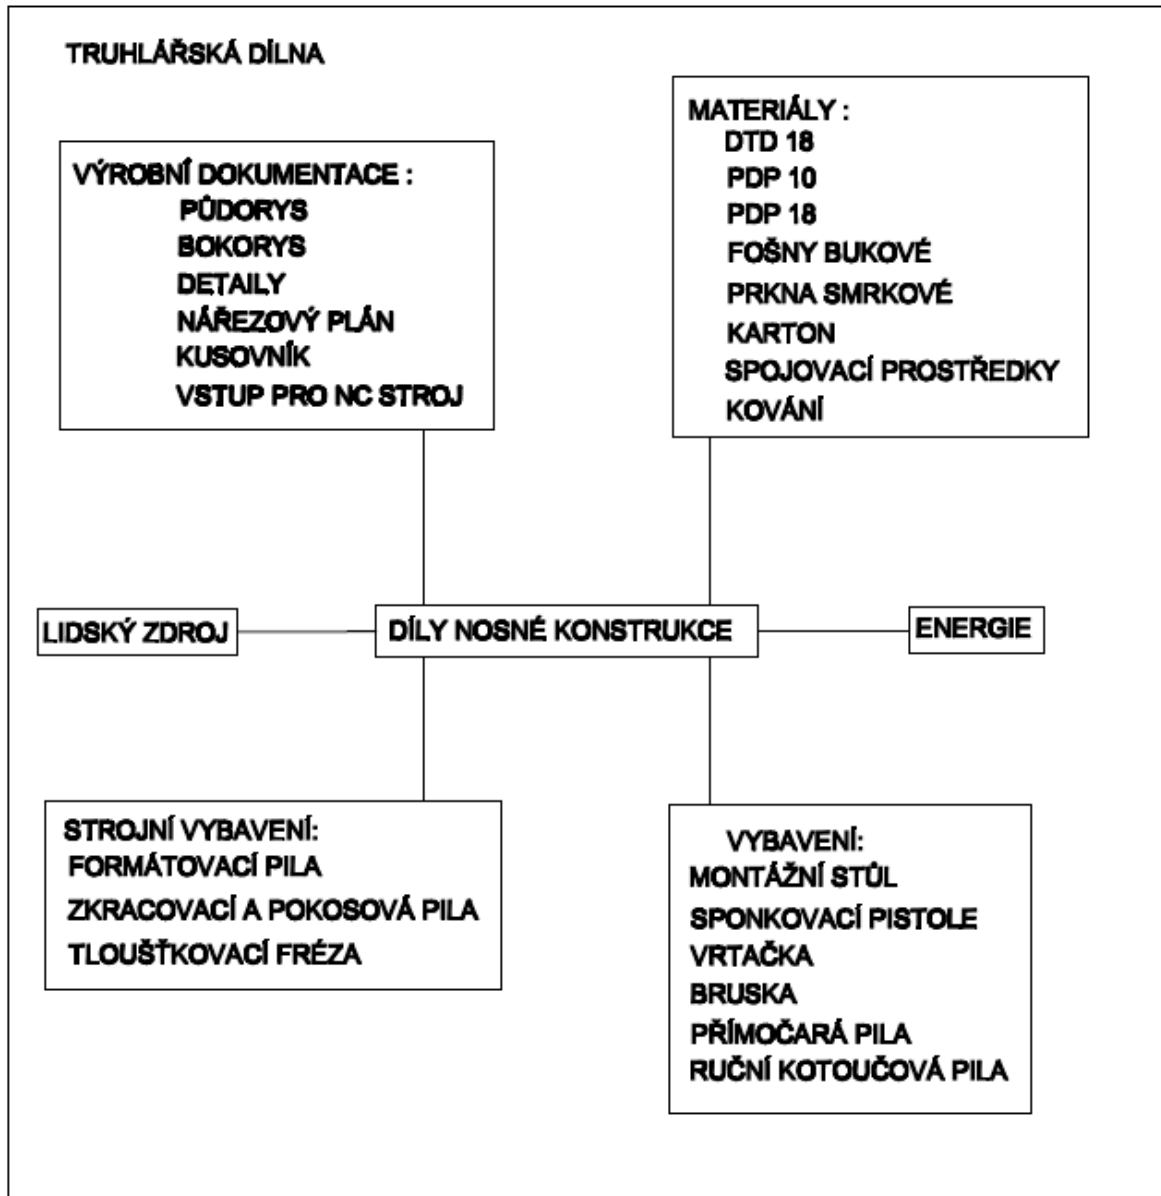 TRUHLÁŘSKÁ DÍLNA
VÝROBNÍ DOKUMENTACE :
PŮDORYS
BOKORYS
DETAILY
NÁŘEZOVÝ PLÁN
KUSOVNÍK
VSTUP PRO NC STROJ
MATERIÁLY :
DTD 18
PDP 10
PDP 18
FOŠNY BUKOVÉ
PRKNA SMRKOVÉ
KARTON
SPOJOVACÍ PROSTŘEDKY
KOVÁNÍ
LIDSKÝ ZDROJ
DÍLY NOSNÉ KONSTRUKCE
ENERGIE
STROJNÍ VYBAVENÍ:
FORMÁTOVACÍ PILA
ZKRACOVACÍ A POKOSOVÁ PILA
TLOUŠŤKOVACÍ FRÉZA
VYBAVENÍ:
MONTÁŽNÍ STŮL
SPONKOVACÍ PISTOLE
VRTAČKA
BRUSKA
PŘÍMOČARÁ PILA
RUČNÍ KOTOUČOVÁ PILA